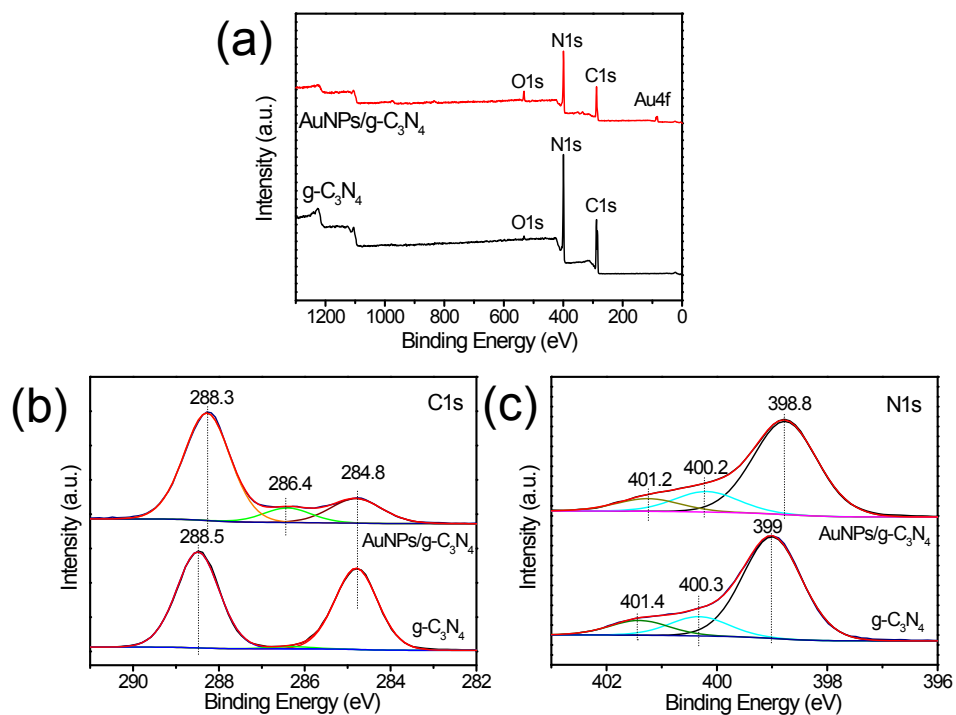 (a)
N1s
O1s
C1s
Au4f
AuNPs/g-C₃N₄
N1s
g-C₃N₄
O1s
C1s
Intensity (a.u.)
1200 1000 800 600 400 200 0
Binding Energy (eV)
(b)
C1s
288.3
286.4
284.8
AuNPs/g-C₃N₄
288.5
g-C₃N₄
Intensity (a.u.)
290 288 286 284 282
Binding Energy (eV)
(c)
N1s
398.8
401.2
400.2
AuNPs/g-C₃N₄
399
401.4
400.3
g-C₃N₄
Intensity (a.u.)
402 400 398 396
Binding Energy (eV)